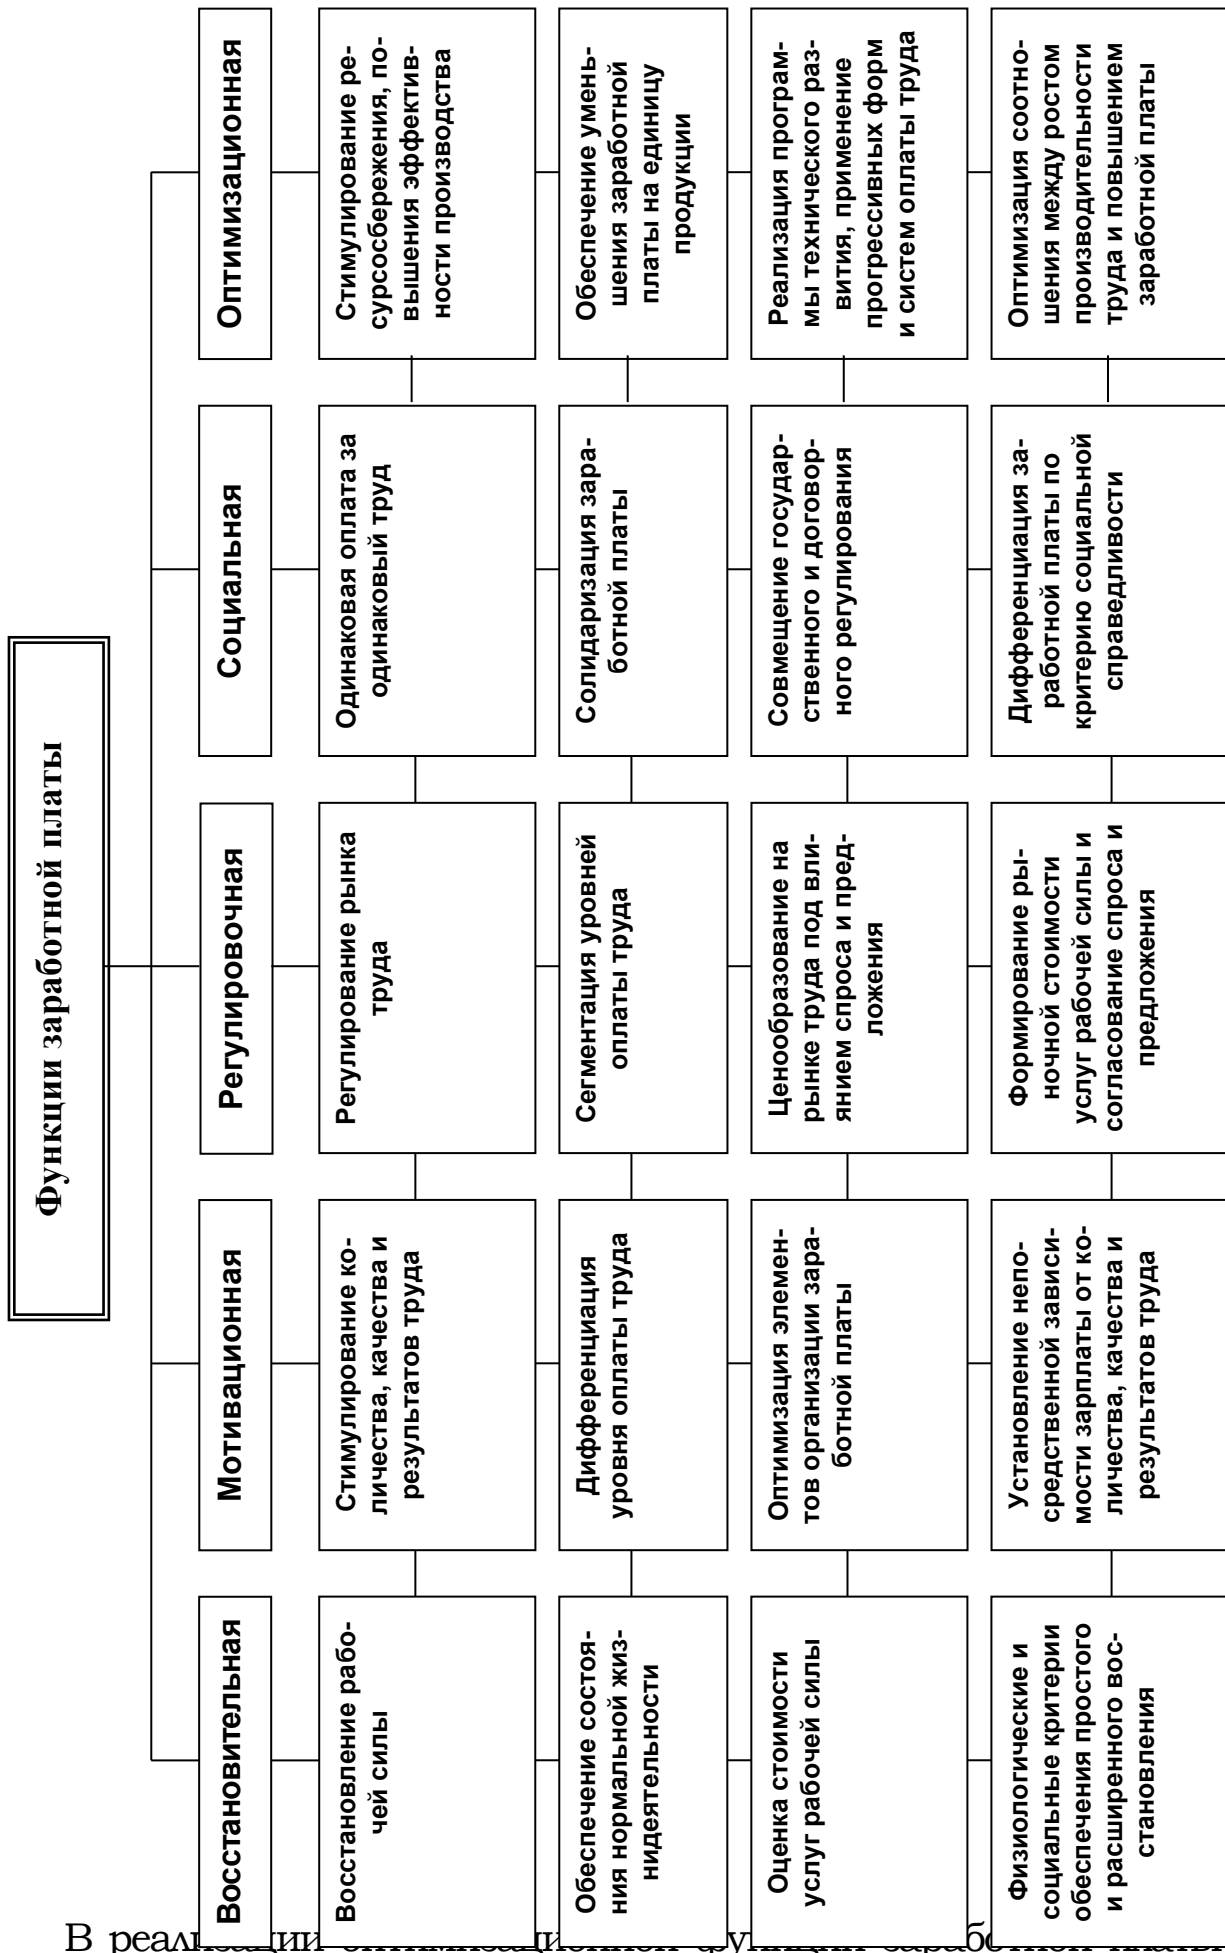 Функции заработной платы
Восстановительная
Мотивационная
Регулировочная
Социальная
Оптимизационная
Восстановление рабо-
чей силы
Стимулирование ко-
личества, качества и
результатов труда
Регулирование рынка
труда
Одинаковая оплата за
одинаковый труд
Стимулирование ре-
сурсосбережения, по-
вышения эффектив-
ности производства
Обеспечение состоя-
ния нормальной жиз-
нидеятельности
Дифференциация
уровня оплаты труда
Сегментация уровней
оплаты труда
Солидаризация зара-
ботной платы
Обеспечение умень-
шения заработной
платы на единицу
продукции
Оценка стоимости
услуг рабочей силы
Оптимизация элемен-
тов организации зара-
ботной платы
Ценообразование на
рынке труда под вли-
янием спроса и пред-
ложения
Совмещение государ-
ственного и договор-
ного регулирования
Реализация програм-
мы технического раз-
вития, применение
прогрессивных форм
и систем оплаты труда
Физиологические и
социальные критерии
обеспечения простого
и расширенного вос-
становления
Установление непо-
средственной зависи-
мости зарплаты от ко-
личества, качества и
результатов труда
Формирование ры-
ночной стоимости
услуг рабочей силы и
согласование спроса и
предложения
Дифференциация за-
работной платы по
критерию социальной
справедливости
Оптимизация соотно-
шения между ростом
производительности
труда и повышением
заработной платы
В реализации оптимизационной функции заработной платы